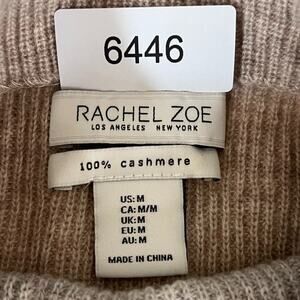 6446
RACHEL ZOE
LOS ANGELES NEW YORK
100% cashmere
US: M
CA: M/M
UK: M
EU: M
AU: M
MADE IN CHINA